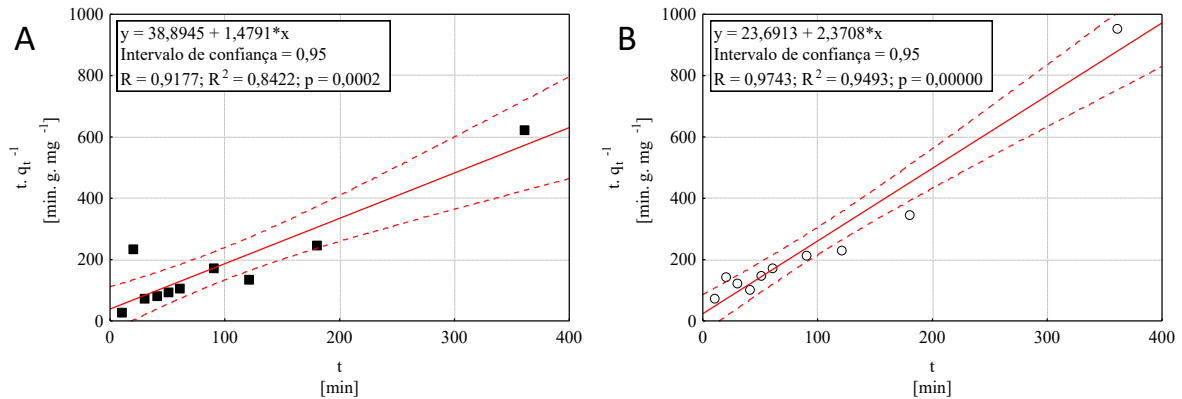 A
y = 38,8945 + 1,4791*x
Intervalo de confiança = 0,95
R = 0,9177; R² = 0,8422; p = 0,0002
1000
800
600
400
200
0
t. qₜ ⁻¹
[min. g. mg ⁻¹]
0 100 200 300 400
t
[min]
B
y = 23,6913 + 2,3708*x
Intervalo de confiança = 0,95
R = 0,9743; R² = 0,9493; p = 0,00000
1000
800
600
400
200
0
t. qₜ ⁻¹
[min. g. mg ⁻¹]
0 100 200 300 400
t
[min]